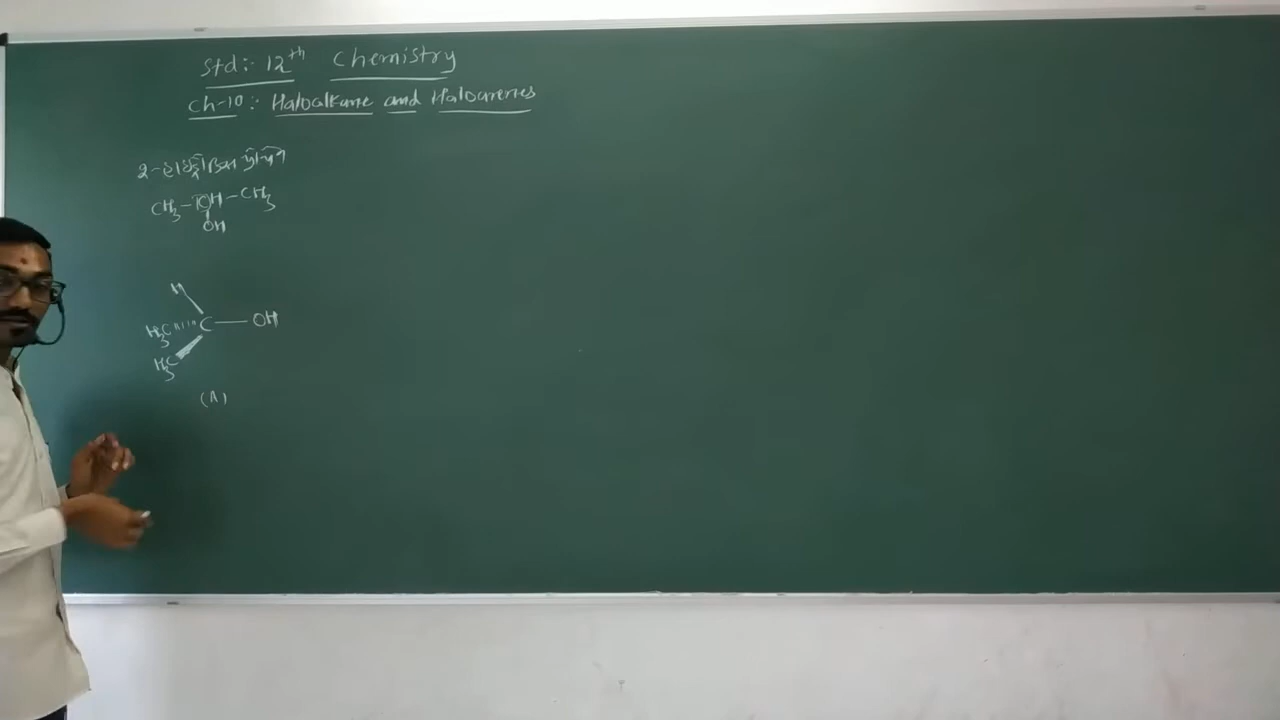 Std:- 12th Chemistry
Ch-10: Haloalkane and Haloarenes
2-હાઈડ્રોક્સિ પ્રોપેન
CH3-CH-CH3
OH
H
H3C C OH
H3C
(A)